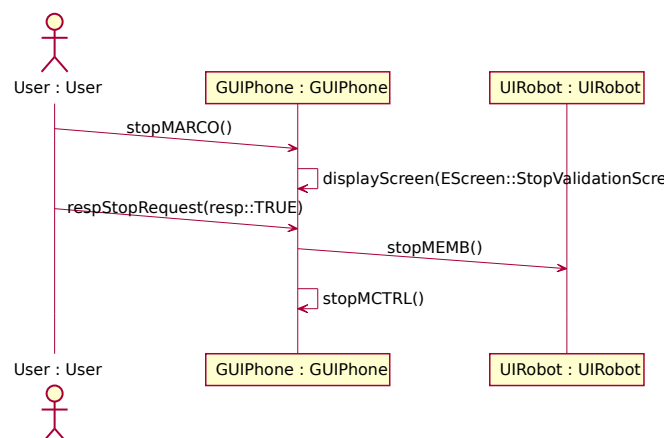 User : User
GUIPhone : GUIPhone
UIRobot : UIRobot
stopMARCO()
displayScreen(EScreen::StopValidationScre
respStopRequest(resp::TRUE)
stopMEMB()
stopMCTRL()
User : User
GUIPhone : GUIPhone
UIRobot : UIRobot